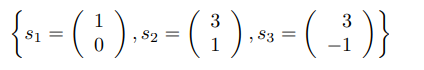 {s₁ = (1 0), s₂ = (3 1), s₃ = (3 −1)}